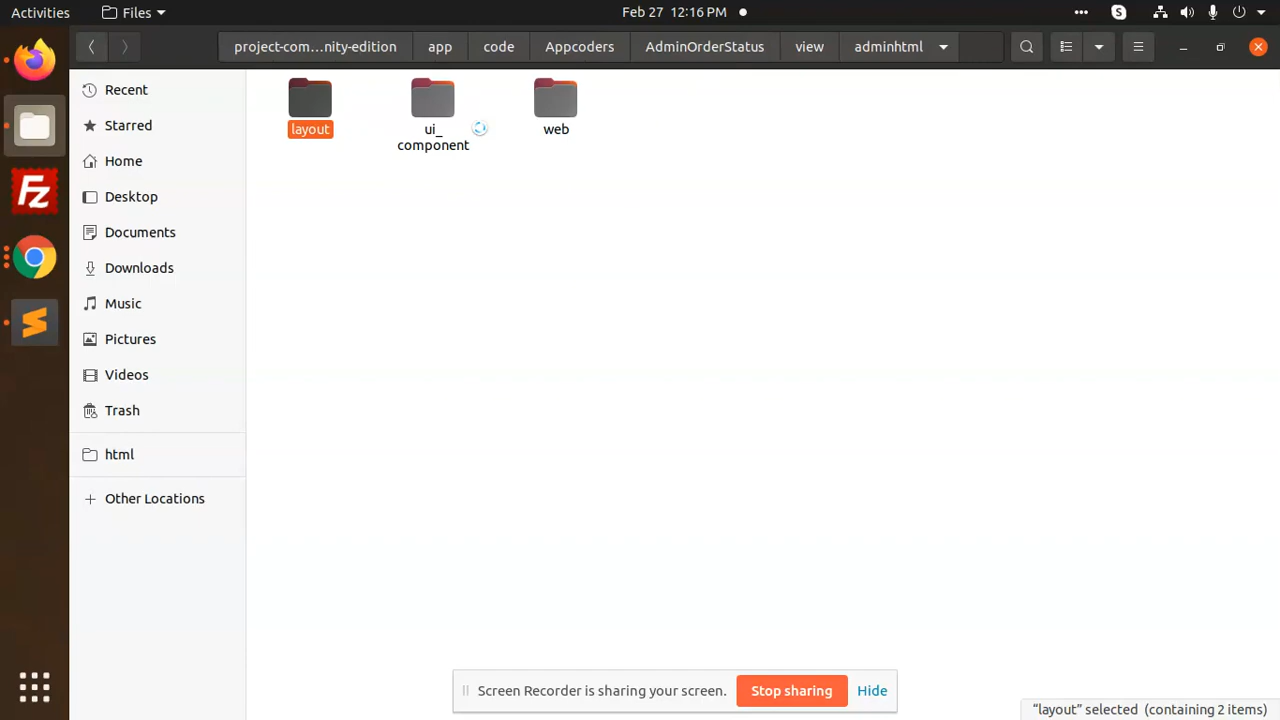 Activities
Files
Feb 27 12:16 PM
project-com…nity-edition
app
code
Appcoders
AdminOrderStatus
view
adminhtml
Recent
Starred
Home
Desktop
Documents
Downloads
Music
Pictures
Videos
Trash
html
Other Locations
layout
ui_
component
web
Screen Recorder is sharing your screen.
Stop sharing
Hide
“layout” selected (containing 2 items)